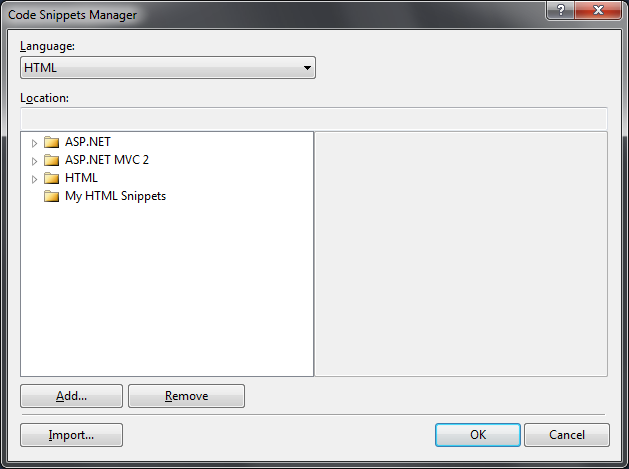 Code Snippets Manager
?
Language:
HTML
Location:
ASP.NET
ASP.NET MVC 2
HTML
My HTML Snippets
Add... Remove
Import... OK Cancel